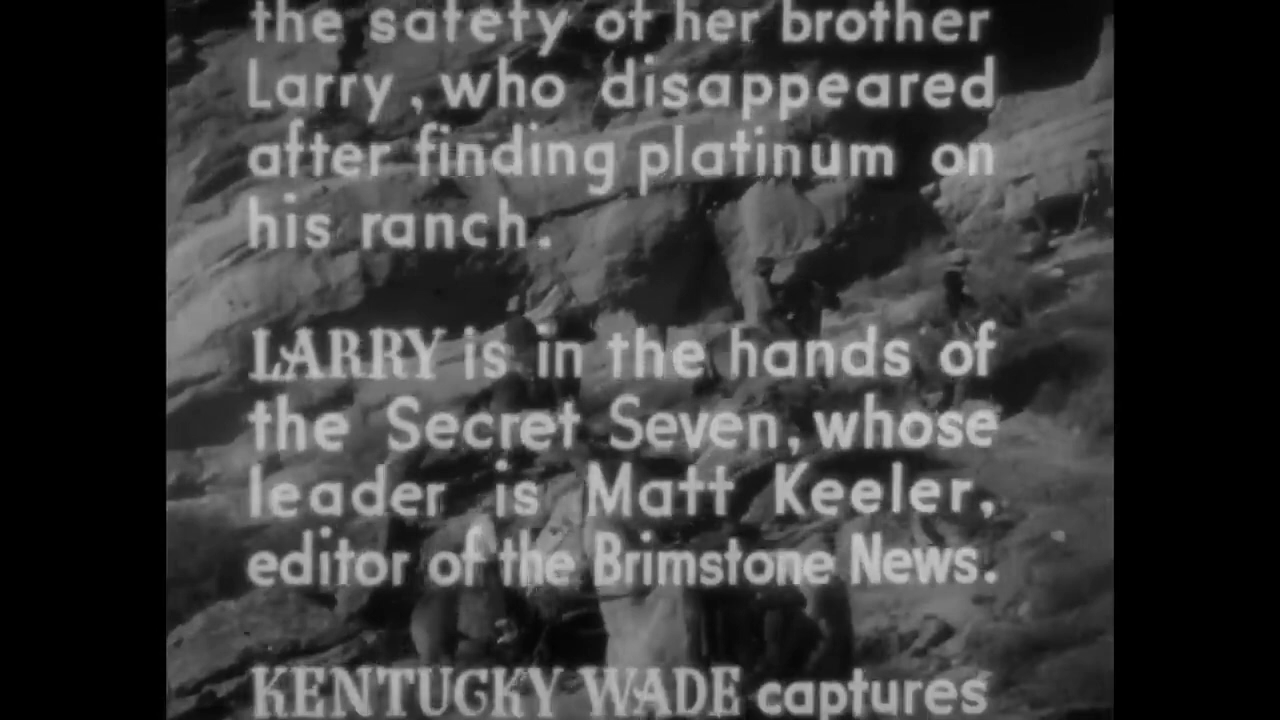 the safety of her brother
Larry, who disappeared
after finding platinum on
his ranch.
LARRY is in the hands of
the Secret Seven, whose
leader is Matt Keeler,
editor of the Brimstone News.
KENTUCKY WADE captures